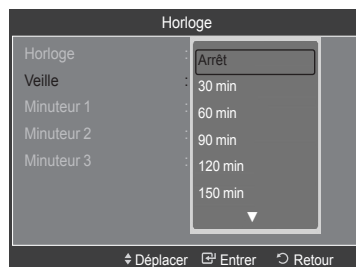 Horloge
Horloge :
Veille :
Minuteur 1 :
Minuteur 2 :
Minuteur 3 :
Arrêt
30 min
60 min
90 min
120 min
150 min
▼
Déplacer Entrer Retour